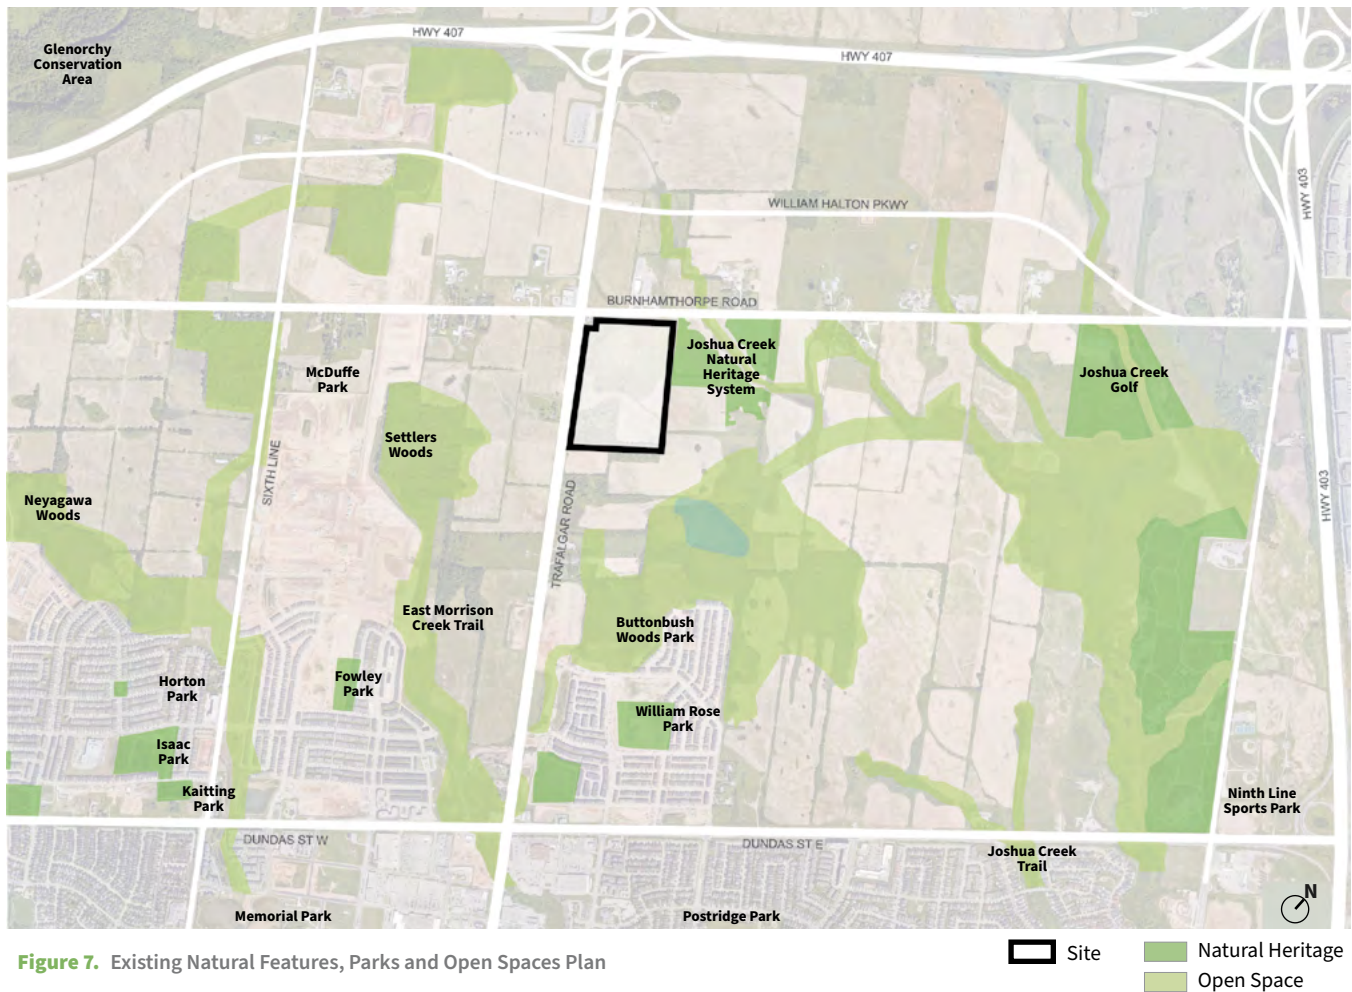 HWY 407
HWY 407
Glenorchy
Conservation
Area
HWY 403
WILLIAM HALTON PKWY
BURNHAMTHORPE ROAD
Joshua Creek
Natural
Heritage
System
McDuffe
Park
Joshua Creek
Golf
Settlers
Woods
SIXTH LINE
Neyagawa
Woods
TRAFALGAR ROAD
HWY 403
East Morrison
Creek Trail
Buttonbush
Woods Park
Horton
Park
Fowley
Park
William Rose
Park
Isaac
Park
Kaitting
Park
Ninth Line
Sports Park
DUNDAS ST W
DUNDAS ST E
Joshua Creek
Trail
Memorial Park
Postridge Park
N
Figure 7. Existing Natural Features, Parks and Open Spaces Plan
Site
Natural Heritage
Open Space